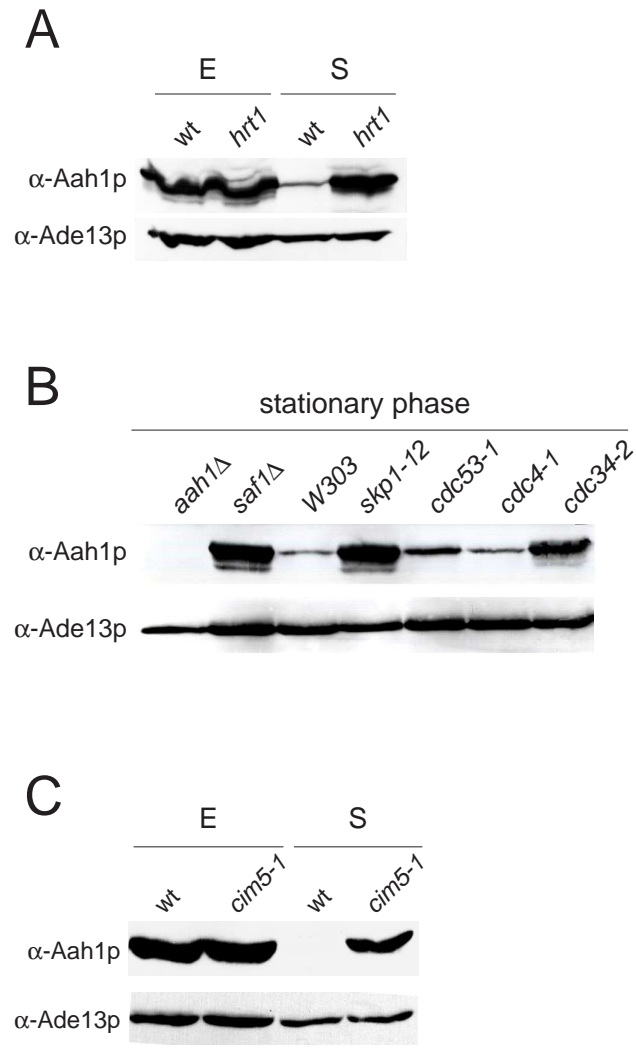 A
E S
wt hrt1 wt hrt1
α-Aah1p
α-Ade13p
B
stationary phase
aah1Δ saf1Δ W303 skp1-12 cdc53-1 cdc4-1 cdc34-2
α-Aah1p
α-Ade13p
C
E S
wt cim5-1 wt cim5-1
α-Aah1p
α-Ade13p